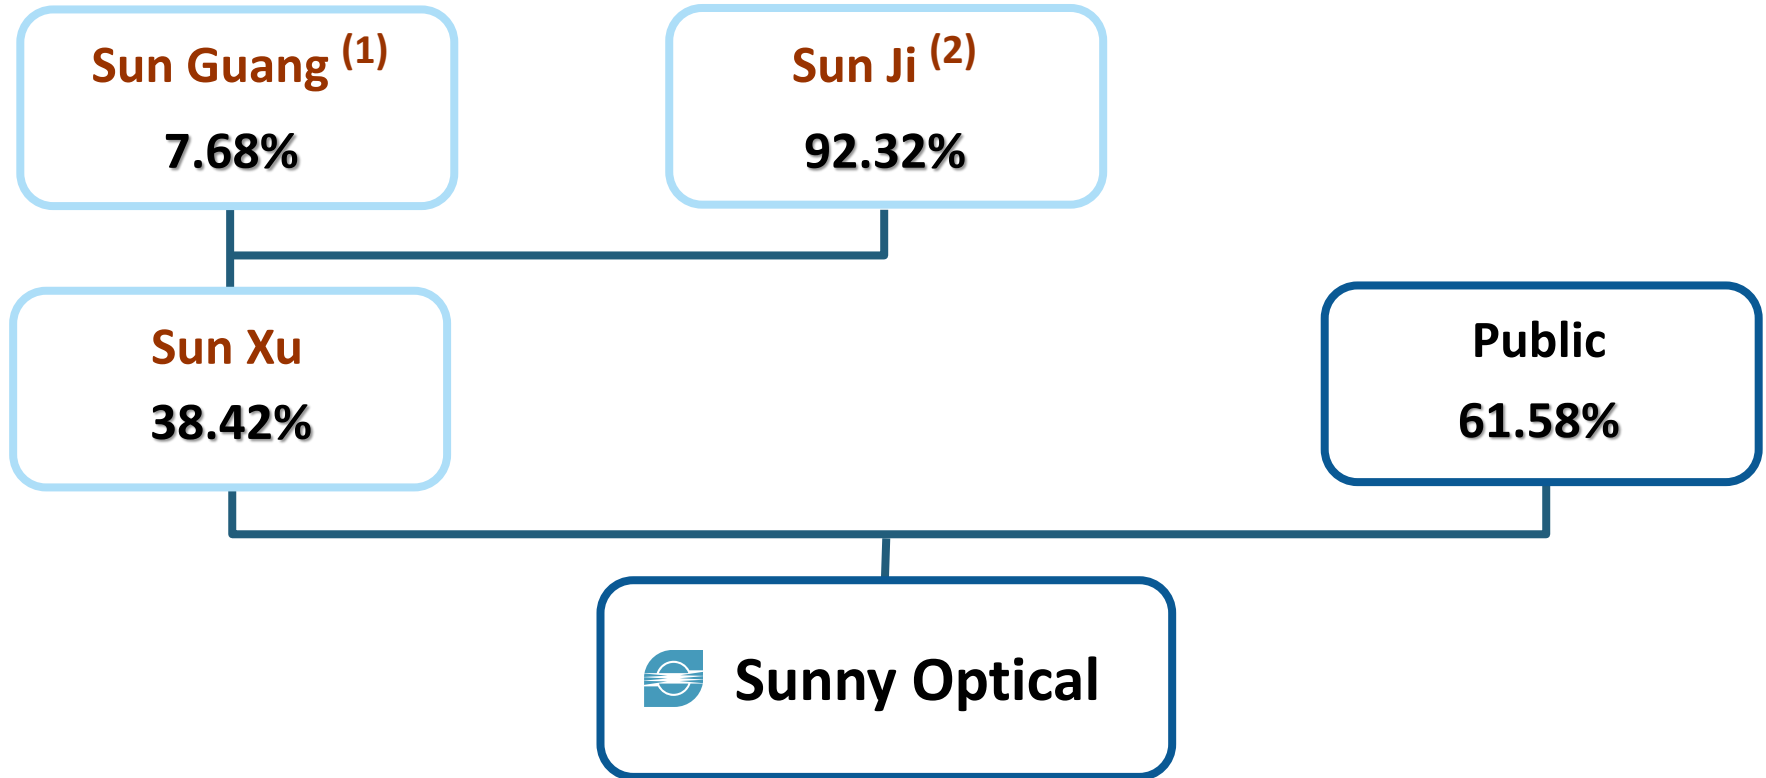 Sun Guang (1)
7.68%
Sun Ji (2)
92.32%
Sun Xu
38.42%
Public
61.58%
Sunny Optical